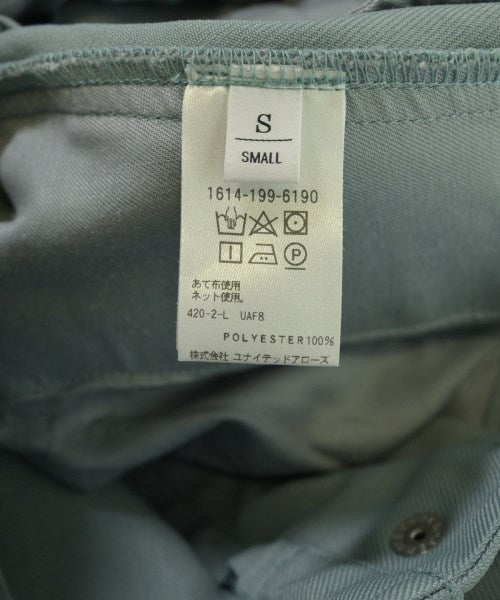 S
SMALL
1614-199-6190
P
あて布使用
ネット使用。
420-2-L UAFB
POLYESTER100%
株式会社 ユナイテッドアローズ